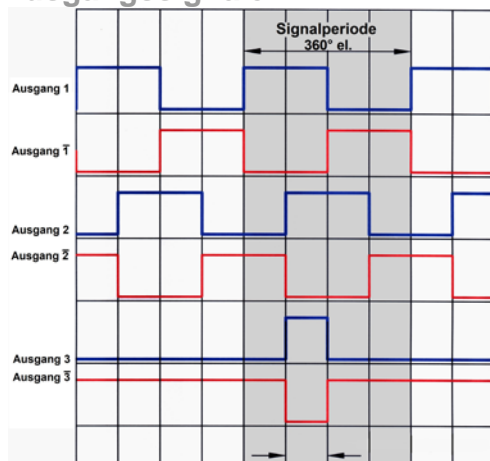 Signalperiode
360° el.
Ausgang 1
Ausgang 1̅
Ausgang 2
Ausgang 2̅
Ausgang 3
Ausgang 3̅